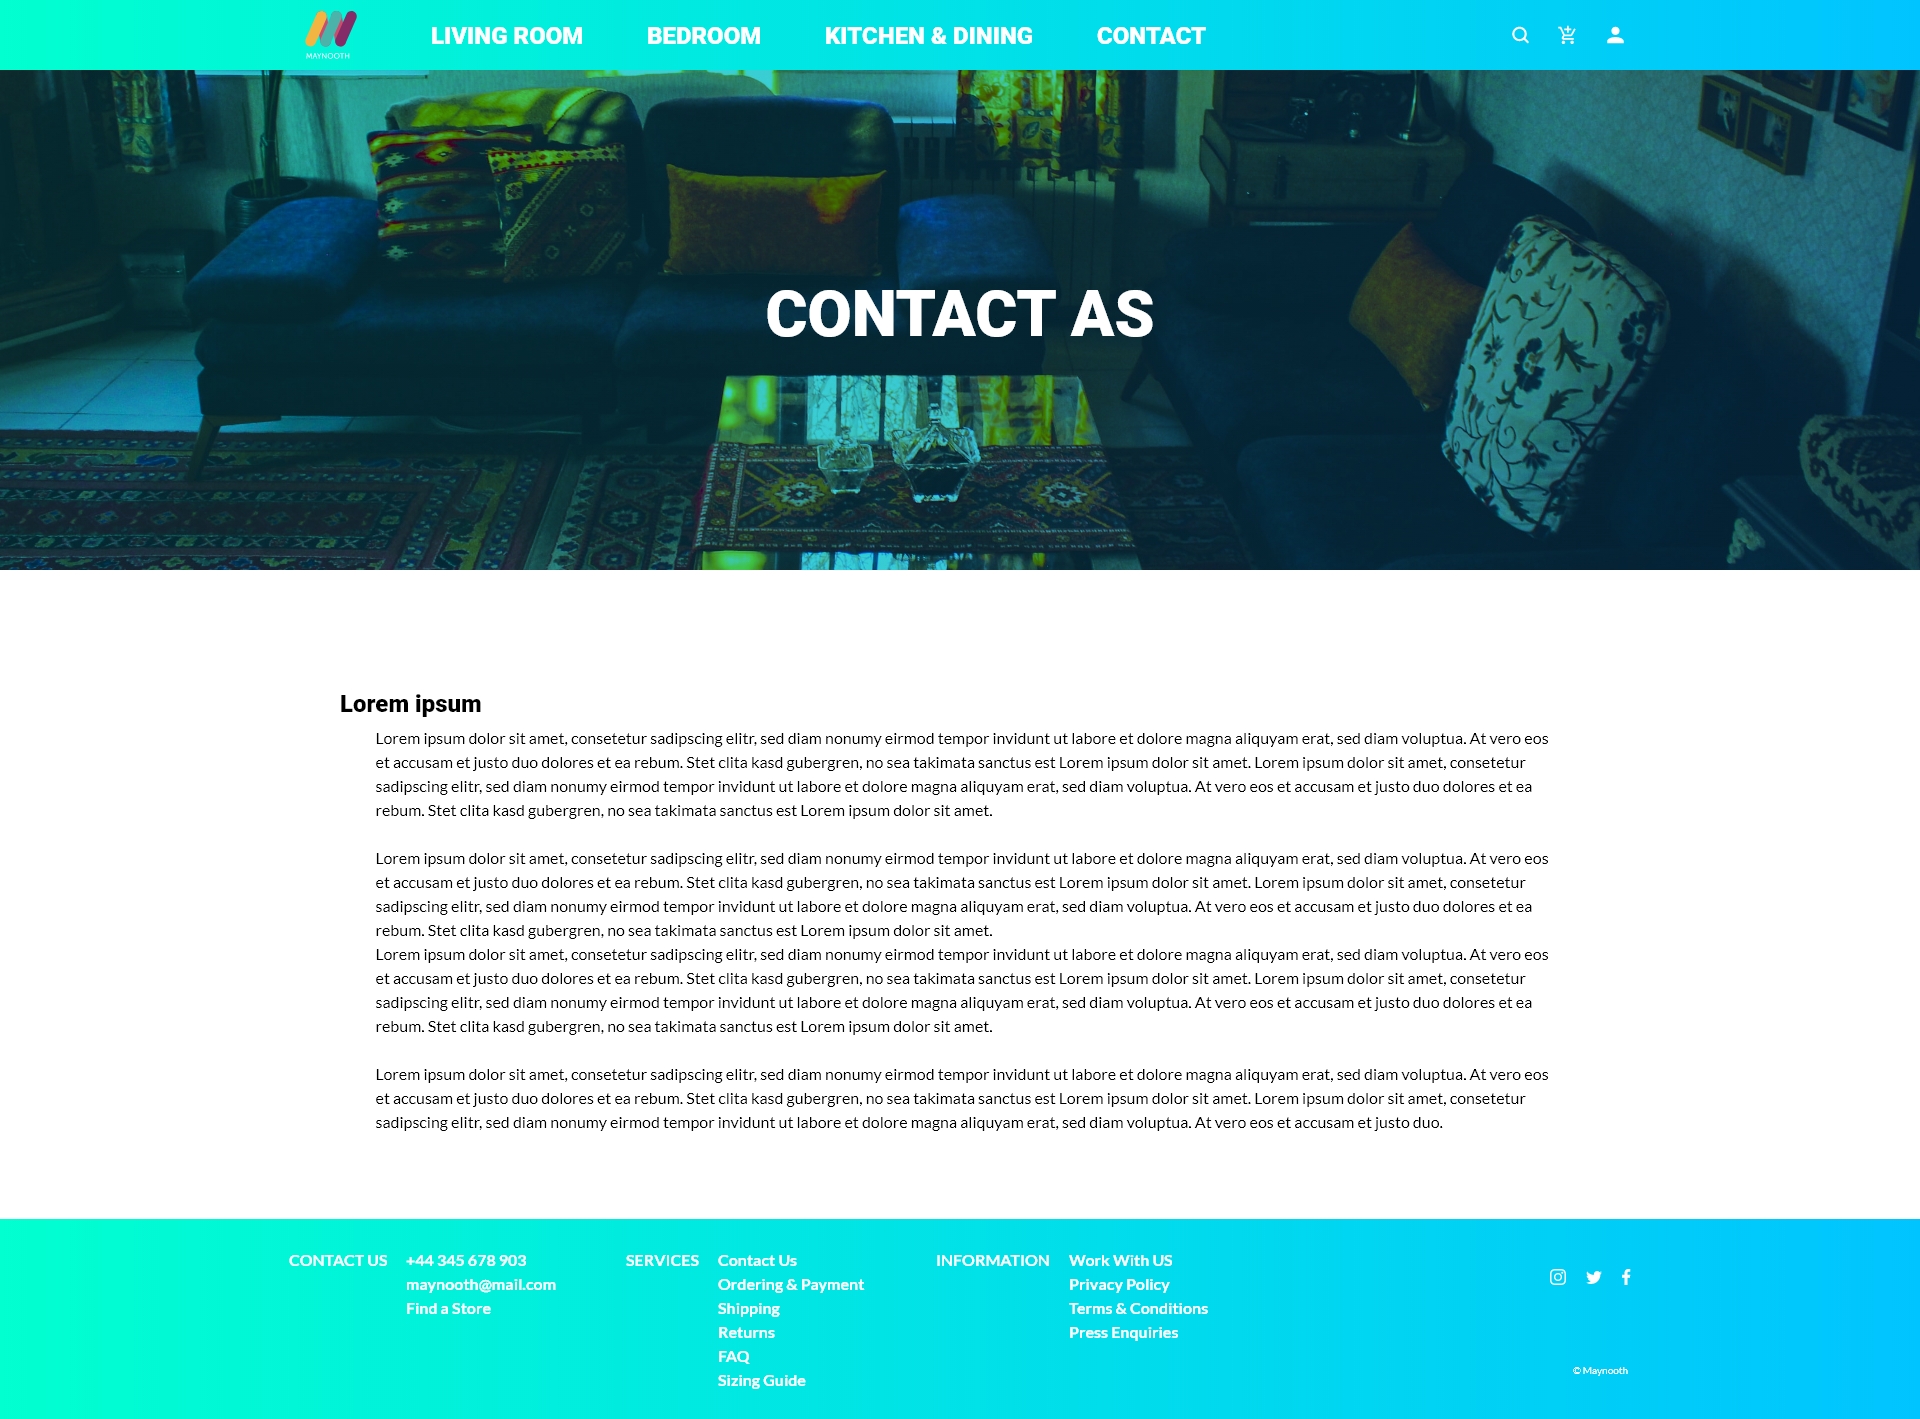 MAYNOOTH
LIVING ROOM
BEDROOM
KITCHEN & DINING
CONTACT
CONTACT AS
Lorem ipsum
Lorem ipsum dolor sit amet, consetetur sadipscing elitr, sed diam nonumy eirmod tempor invidunt ut labore et dolore magna aliquyam erat, sed diam voluptua. At vero eos
et accusam et justo duo dolores et ea rebum. Stet clita kasd gubergren, no sea takimata sanctus est Lorem ipsum dolor sit amet. Lorem ipsum dolor sit amet, consetetur
sadipscing elitr, sed diam nonumy eirmod tempor invidunt ut labore et dolore magna aliquyam erat, sed diam voluptua. At vero eos et accusam et justo duo dolores et ea
rebum. Stet clita kasd gubergren, no sea takimata sanctus est Lorem ipsum dolor sit amet.
Lorem ipsum dolor sit amet, consetetur sadipscing elitr, sed diam nonumy eirmod tempor invidunt ut labore et dolore magna aliquyam erat, sed diam voluptua. At vero eos
et accusam et justo duo dolores et ea rebum. Stet clita kasd gubergren, no sea takimata sanctus est Lorem ipsum dolor sit amet. Lorem ipsum dolor sit amet, consetetur
sadipscing elitr, sed diam nonumy eirmod tempor invidunt ut labore et dolore magna aliquyam erat, sed diam voluptua. At vero eos et accusam et justo duo dolores et ea
rebum. Stet clita kasd gubergren, no sea takimata sanctus est Lorem ipsum dolor sit amet.
Lorem ipsum dolor sit amet, consetetur sadipscing elitr, sed diam nonumy eirmod tempor invidunt ut labore et dolore magna aliquyam erat, sed diam voluptua. At vero eos
et accusam et justo duo dolores et ea rebum. Stet clita kasd gubergren, no sea takimata sanctus est Lorem ipsum dolor sit amet. Lorem ipsum dolor sit amet, consetetur
sadipscing elitr, sed diam nonumy eirmod tempor invidunt ut labore et dolore magna aliquyam erat, sed diam voluptua. At vero eos et accusam et justo duo dolores et ea
rebum. Stet clita kasd gubergren, no sea takimata sanctus est Lorem ipsum dolor sit amet.
Lorem ipsum dolor sit amet, consetetur sadipscing elitr, sed diam nonumy eirmod tempor invidunt ut labore et dolore magna aliquyam erat, sed diam voluptua. At vero eos
et accusam et justo duo dolores et ea rebum. Stet clita kasd gubergren, no sea takimata sanctus est Lorem ipsum dolor sit amet. Lorem ipsum dolor sit amet, consetetur
sadipscing elitr, sed diam nonumy eirmod tempor invidunt ut labore et dolore magna aliquyam erat, sed diam voluptua. At vero eos et accusam et justo duo.
CONTACT US
+44 345 678 903
maynooth@mail.com
Find a Store
SERVICES
Contact Us
Ordering & Payment
Shipping
Returns
FAQ
Sizing Guide
INFORMATION
Work With US
Privacy Policy
Terms & Conditions
Press Enquiries
© Maynooth